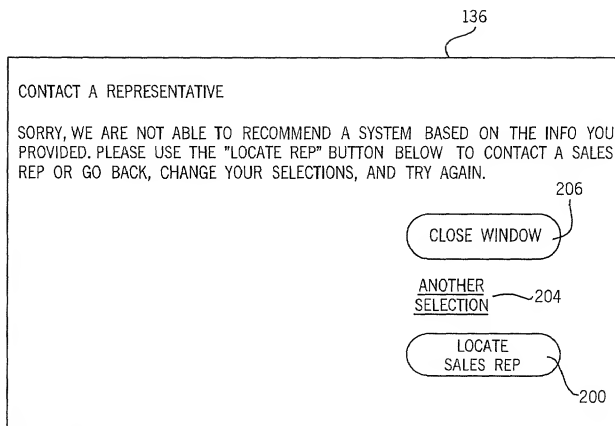 136
CONTACT A REPRESENTATIVE
SORRY, WE ARE NOT ABLE TO RECOMMEND A SYSTEM BASED ON THE INFO YOU
PROVIDED. PLEASE USE THE "LOCATE REP" BUTTON BELOW TO CONTACT A SALES
REP OR GO BACK, CHANGE YOUR SELECTIONS, AND TRY AGAIN.
206
CLOSE WINDOW
ANOTHER
SELECTION
204
LOCATE
SALES REP
200